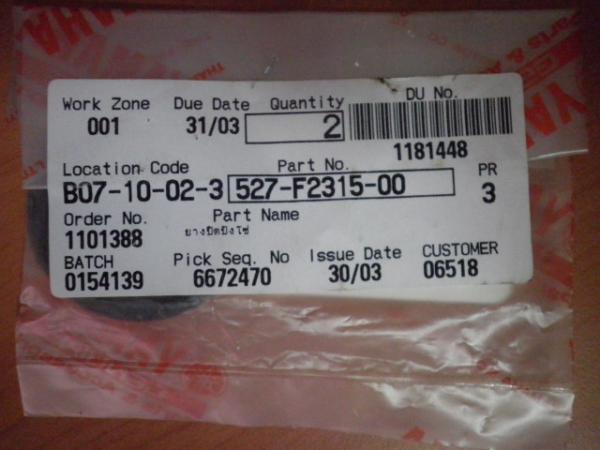 YAMAHA
Work Zone Due Date Quantity DU No.
001 31/03 2
1181448
Location Code Part No. PR
B07-10-02-3 527-F2315-00 3
Order No. Part Name
1101388 ยางปิดปังโซ่
BATCH Pick Seq. No Issue Date CUSTOMER
0154139 6672470 30/03 06518